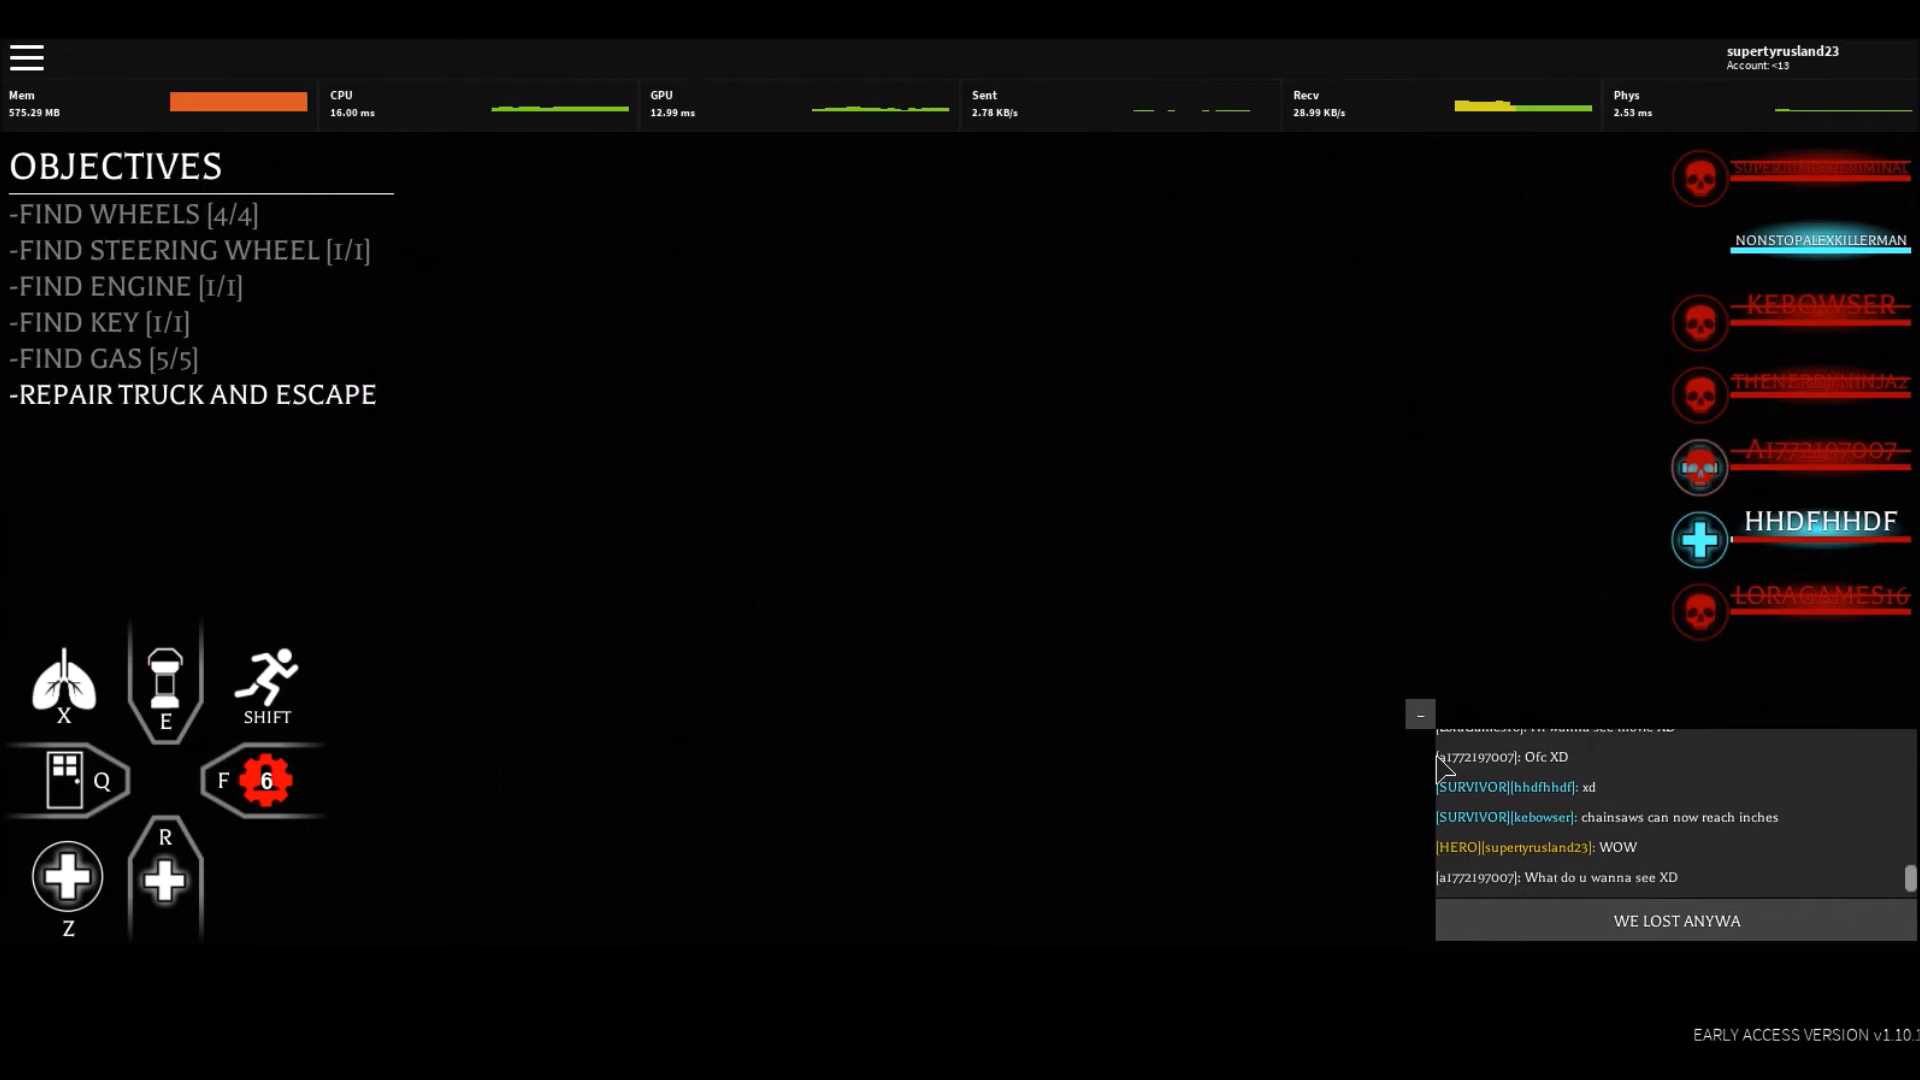 supertyrusland23
Account: <13
Mem
575.29 MB
CPU
16.00 ms
GPU
12.99 ms
Sent
2.78 KB/s
Recv
28.99 KB/s
Phys
2.53 ms
OBJECTIVES
-FIND WHEELS [4/4]
-FIND STEERING WHEEL [1/1]
-FIND ENGINE [1/1]
-FIND KEY [1/1]
-FIND GAS [5/5]
-REPAIR TRUCK AND ESCAPE
NONSTOPALEXKILLERMAN
KEBOWSER
THENERDYNINJA2
A1772197007
HHDFHHDF
LORAGAMES16
X
E
SHIFT
Q
F
6
R
Z
-
[a1772197007]: Ofc XD
[SURVIVOR][hhdfhhdf]: xd
[SURVIVOR][kebowser]: chainsaws can now reach inches
[HERO][supertyrusland23]: WOW
[a1772197007]: What do u wanna see XD
WE LOST ANYWA
EARLY ACCESS VERSION v1.10.1